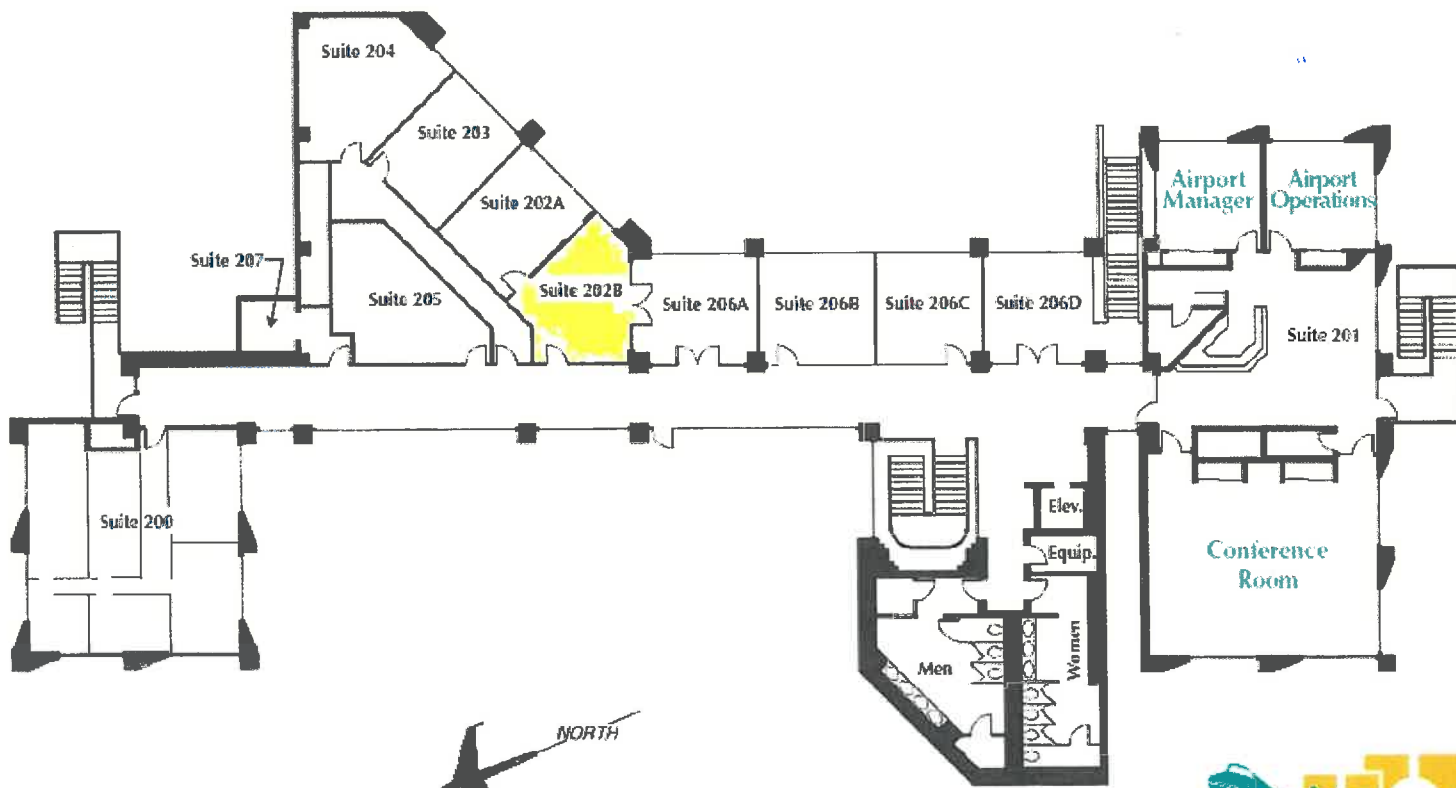 Suite 204
Suite 203
Suite 202A
Suite 207
Suite 205
Suite 202B
Suite 206A
Suite 206B
Suite 206C
Suite 206D
Airport
Manager
Airport
Operations
Suite 201
Suite 200
Elev.
Equip.
Conference
Room
Men
Women
NORTH